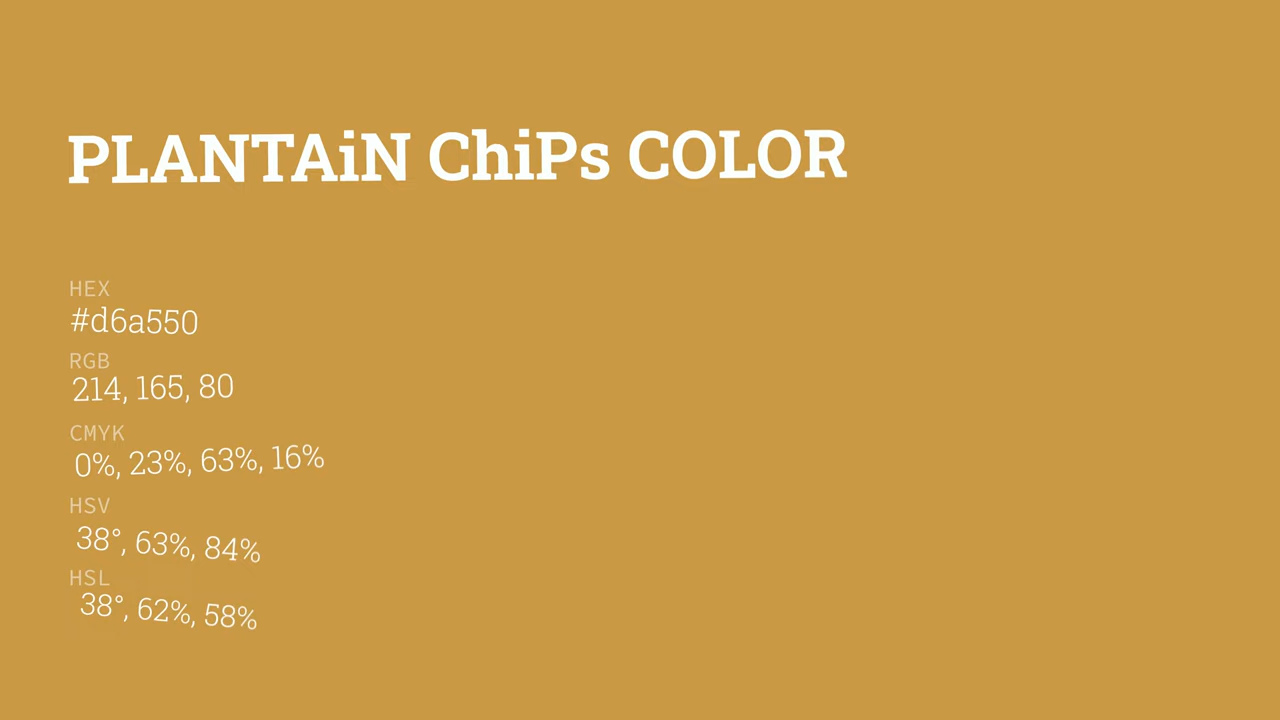 PLANTAiN ChiPs COLOR
HEX
#d6a550
RGB
214, 165, 80
CMYK
0%, 23%, 63%, 16%
HSV
38°, 63%, 84%
HSL
38°, 62%, 58%